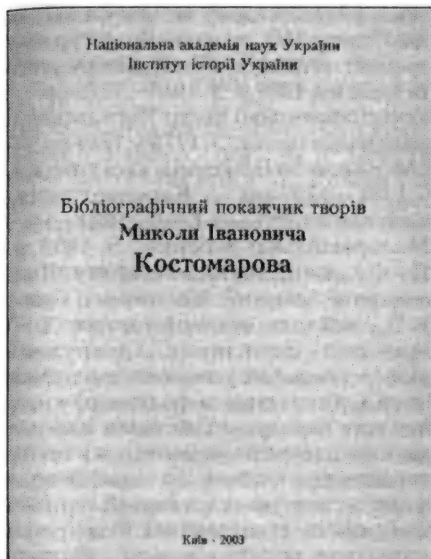 Національна академія наук України
Інститут історії України
Бібліографічний покажчик творів
Миколи Івановича
Костомарова
Київ - 2003